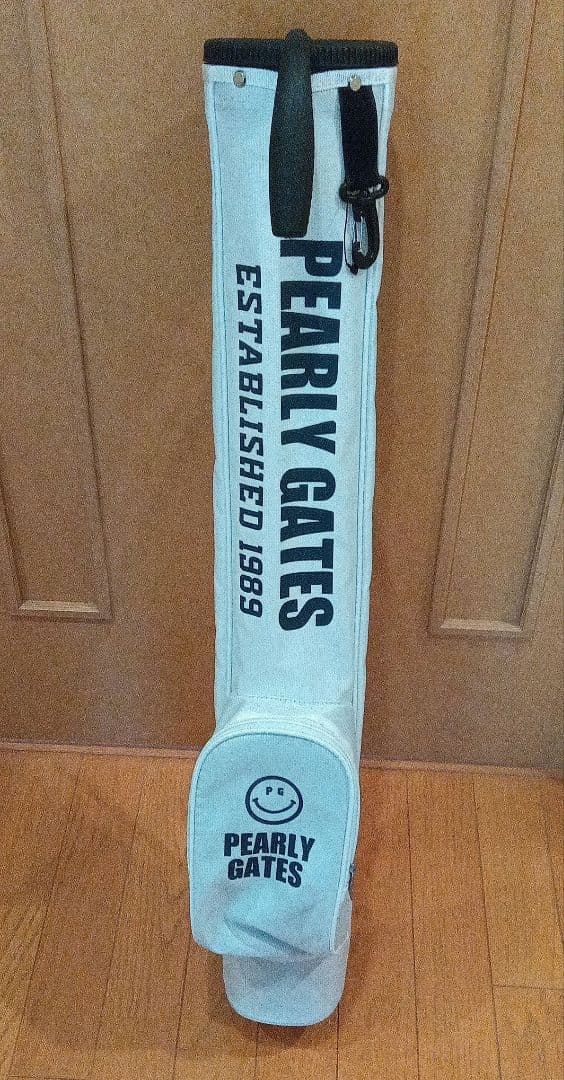 PEARLY GATES
ESTABLISHED 1989
PG
PEARLY
GATES